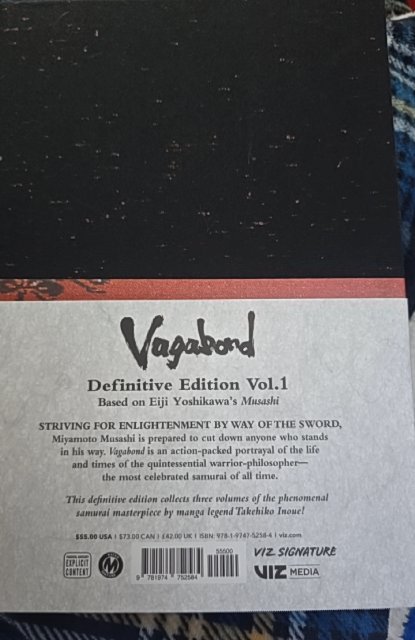 Vagabond
Definitive Edition Vol.1
Based on Eiji Yoshikawa's Musashi
STRIVING FOR ENLIGHTENMENT BY WAY OF THE SWORD,
Miyamoto Musashi is prepared to cut down anyone who stands
in his way. Vagabond is an action-packed portrayal of the life
and times of the quintessential warrior-philosopher—
the most celebrated samurai of all time.
This definitive edition collects three volumes of the phenomenal
samurai masterpiece by manga legend Takehiko Inoue!
$55.00 USA | $73.00 CAN | £42.00 UK | ISBN: 978-1-9747-5258-4 | viz.com
EXPLICIT
CONTENT
M
9 781974 752584
55500
VIZ SIGNATURE
VIZ MEDIA